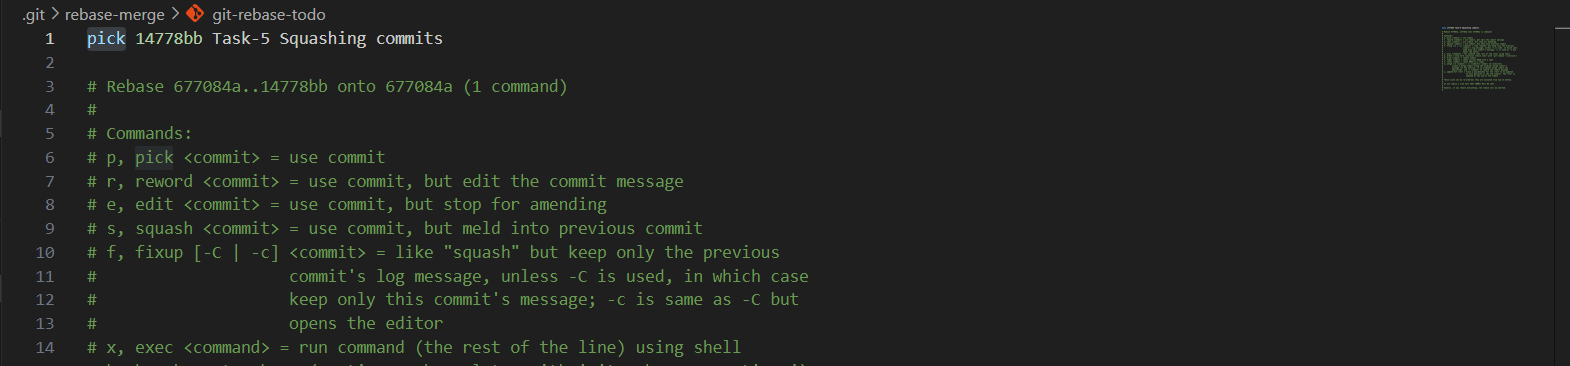 .git > rebase-merge > git-rebase-todo
1 pick 14778bb Task-5 Squashing commits
2
3 # Rebase 677084a..14778bb onto 677084a (1 command)
4 #
5 # Commands:
6 # p, pick <commit> = use commit
7 # r, reword <commit> = use commit, but edit the commit message
8 # e, edit <commit> = use commit, but stop for amending
9 # s, squash <commit> = use commit, but meld into previous commit
10 # f, fixup [-C | -c] <commit> = like "squash" but keep only the previous
11 # commit's log message, unless -C is used, in which case
12 # keep only this commit's message; -c is same as -C but
13 # opens the editor
14 # x, exec <command> = run command (the rest of the line) using shell